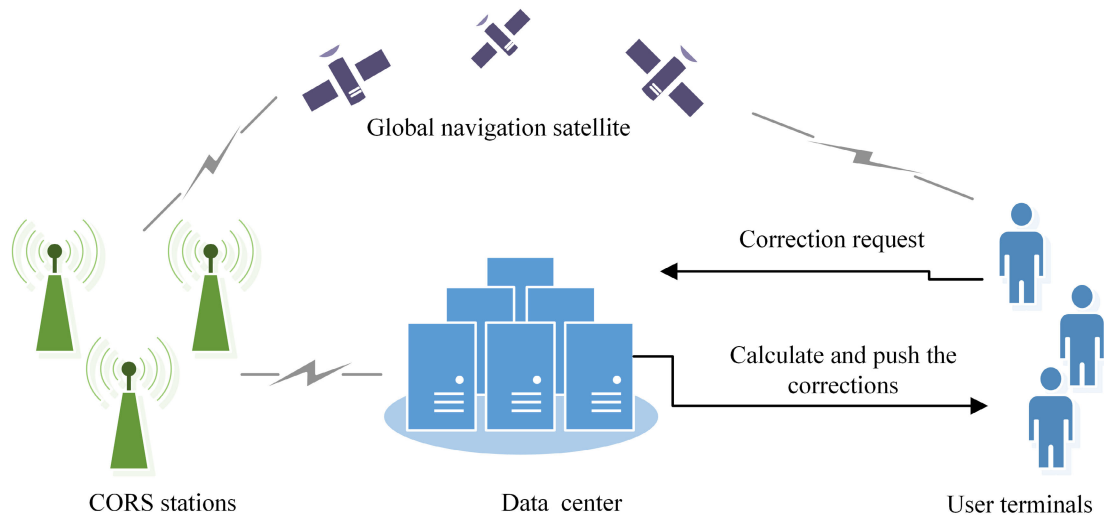 Global navigation satellite
Correction request
Calculate and push the
corrections
CORS stations
Data center
User terminals